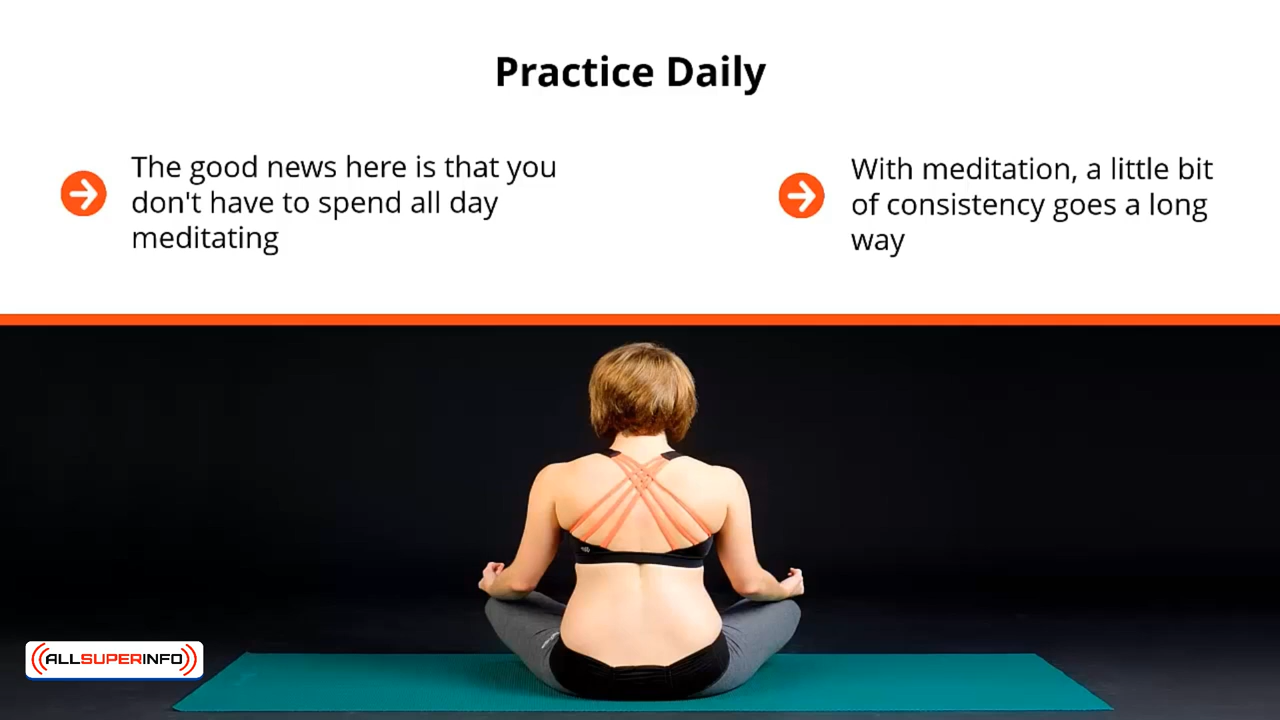 Practice Daily
The good news here is that you
don't have to spend all day
meditating
With meditation, a little bit
of consistency goes a long
way
ALLSUPERINFO